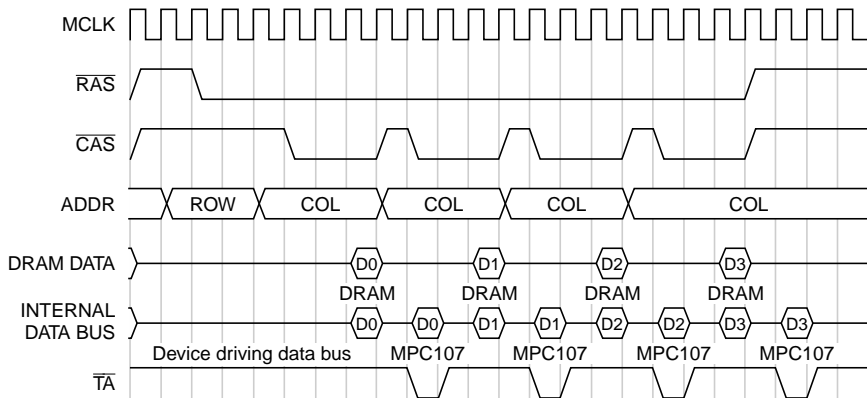 MCLK
RAS
CAS
ADDR ROW COL COL COL COL
DRAM DATA D0 D1 D2 D3
DRAM DRAM DRAM DRAM
INTERNAL
DATA BUS D0 D0 D1 D1 D2 D2 D3 D3
Device driving data bus MPC107 MPC107 MPC107 MPC107
TA